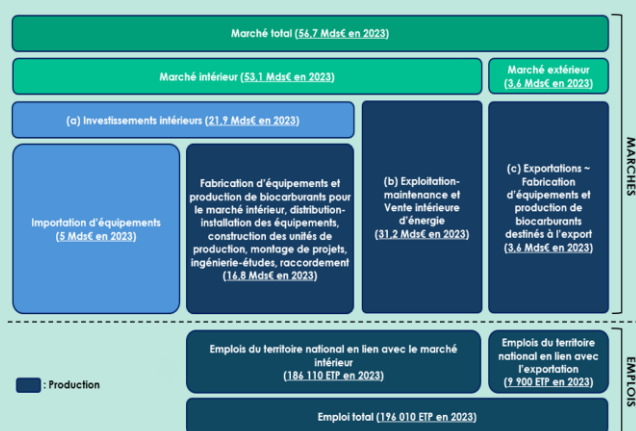 Marché total (56,7 Mds€ en 2023)
Marché intérieur (53,1 Mds€ en 2023)
Marché extérieur
(3,6 Mds€ en 2023)
(a) Investissements intérieurs (21,9 Mds€ en 2023)
Importation d'équipements
(5 Mds€ en 2023)
Fabrication d'équipements et
production de biocarburants pour
le marché intérieur, distribution-
installation des équipements,
construction des unités de
production, montage de projets,
ingénierie-études, raccordement
(16,8 Mds€ en 2023)
(b) Exploitation-
maintenance et
Vente intérieure
d'énergie
(31,2 Mds€ en 2023)
(c) Exportations ~
Fabrication
d'équipements et
production de
biocarburants
destinés à l'export
(3,6 Mds€ en 2023)
MARCHES
Emplois du territoire national en lien avec le marché
intérieur
(186 110 ETP en 2023)
Emplois du territoire
national en lien avec
l'exportation
(9 900 ETP en 2023)
: Production
Emploi total (196 010 ETP en 2023)
EMPLOIS